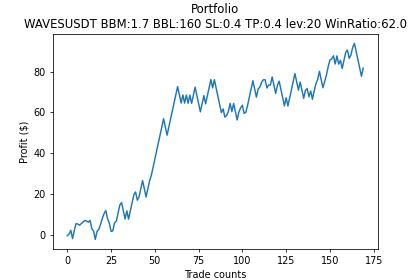 Portfolio
WAVESUSDT BBM:1.7 BBL:160 SL:0.4 TP:0.4 lev:20 WinRatio:62.0
Profit ($)
80
60
40
20
0
0 25 50 75 100 125 150 175
Trade counts